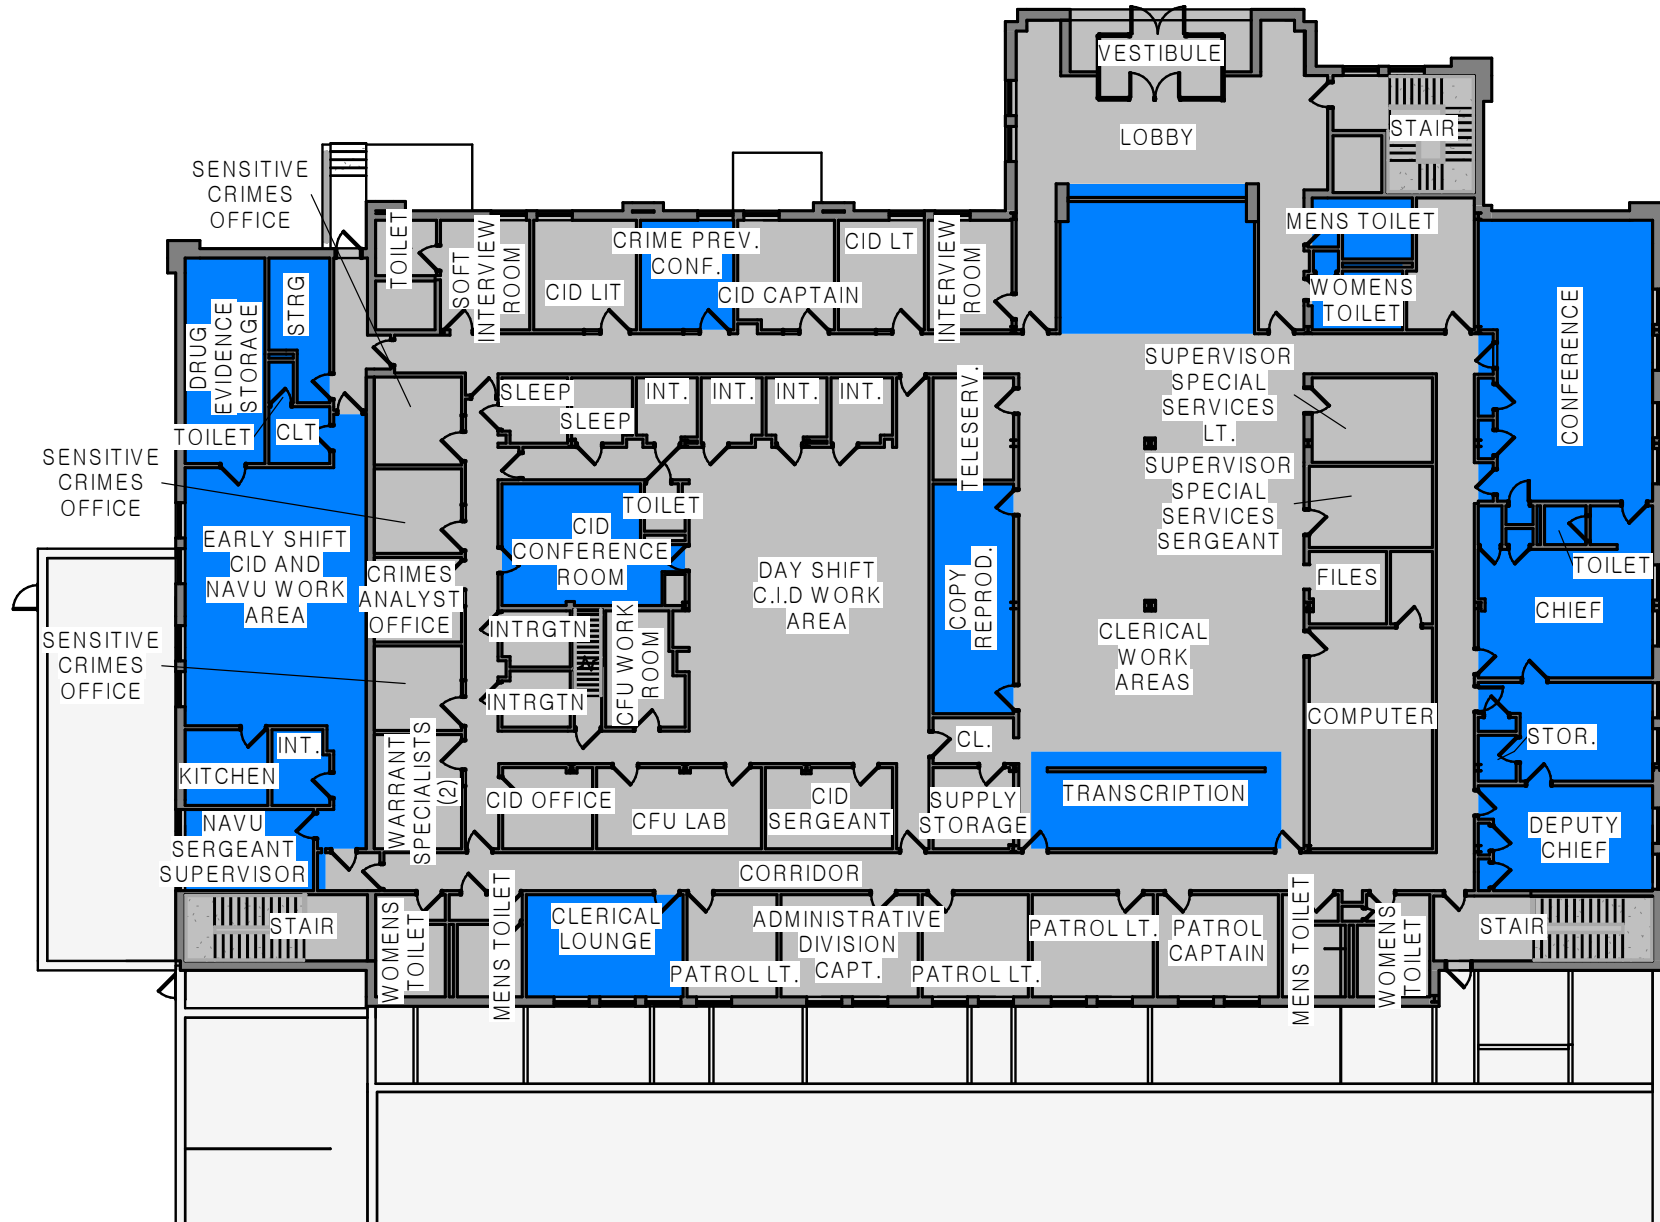 VESTIBULE
LOBBY
STAIR
SENSITIVE
CRIMES
OFFICE
TOILET
SOFT
INTERVIEW
ROOM
CID LIT
CRIME PREV.
CONF.
CID CAPTAIN
CID LT
INTERVIEW
ROOM
MENS TOILET
WOMENS
TOILET
CONFERENCE
DRUG
EVIDENCE
STORAGE
STRG
TOILET
CLT
SLEEP
SLEEP
INT.
INT.
INT.
INT.
TELESERV.
SUPERVISOR
SPECIAL
SERVICES
LT.
SENSITIVE
CRIMES
OFFICE
SUPERVISOR
SPECIAL
SERVICES
SERGEANT
EARLY SHIFT
CID AND
NAVU WORK
AREA
CRIMES
ANALYST
OFFICE
CID
CONFERENCE
ROOM
TOILET
DAY SHIFT
C.I.D WORK
AREA
COPY
REPROD.
FILES
TOILET
CHIEF
SENSITIVE
CRIMES
OFFICE
INTRGTN
CFU WORK
ROOM
INTRGTN
CLERICAL
WORK
AREAS
COMPUTER
STOR.
KITCHEN
INT.
WARRANT
SPECIALISTS
(2)
CL.
CID OFFICE
CFU LAB
CID
SERGEANT
SUPPLY
STORAGE
TRANSCRIPTION
DEPUTY
CHIEF
NAVU
SERGEANT
SUPERVISOR
CORRIDOR
STAIR
WOMENS
TOILET
MENS TOILET
CLERICAL
LOUNGE
PATROL LT.
ADMINISTRATIVE
DIVISION
CAPT.
PATROL LT.
PATROL LT.
PATROL
CAPTAIN
MENS TOILET
WOMENS
TOILET
STAIR